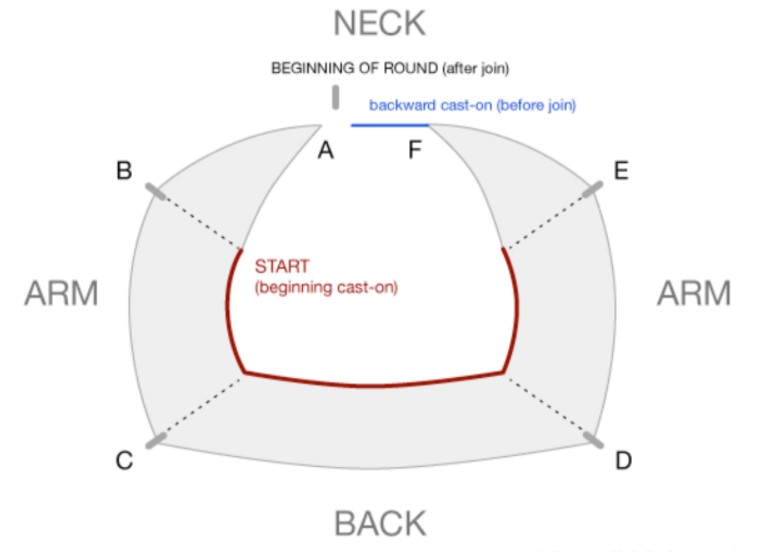 NECK
BEGINNING OF ROUND (after join)
backward cast-on (before join)
A
F
B
E
START
(beginning cast-on)
ARM
ARM
C
D
BACK